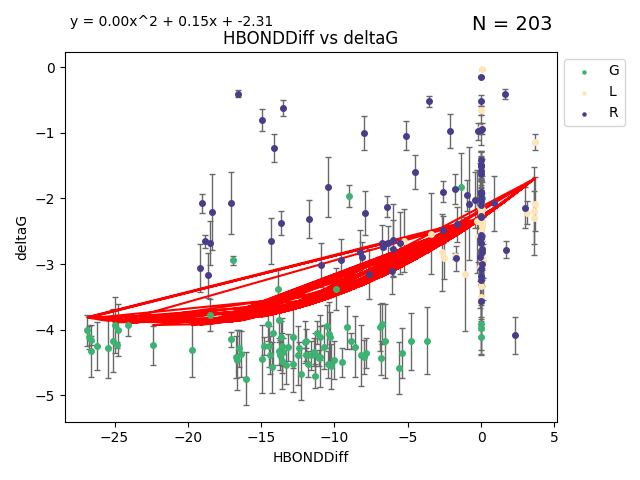 y = 0.00x^2 + 0.15x + -2.31
N = 203
HBONDDiff vs deltaG
deltaG
0
−1
−2
−3
−4
−5
−25
−20
−15
−10
−5
0
5
HBONDDiff
G
L
R